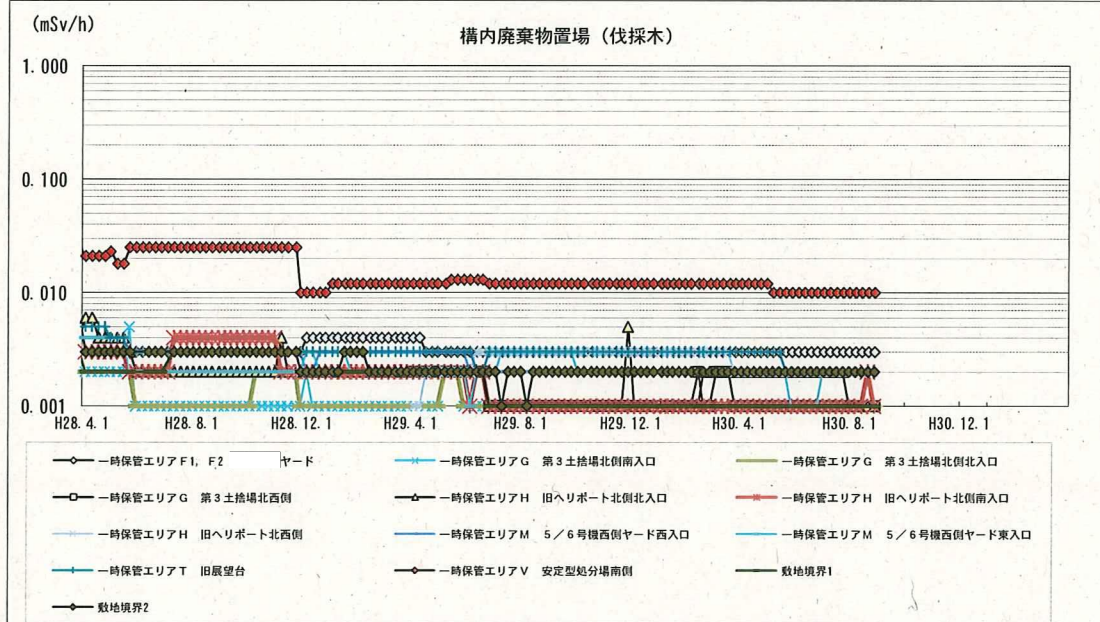 (mSv/h)
構内廃棄物置場（伐採木）
1.000
0.100
0.010
0.001
H28.4.1 H28.8.1 H28.12.1 H29.4.1 H29.8.1 H29.12.1 H30.4.1 H30.8.1 H30.12.1
一時保管エリアＦ1，Ｆ2 ヤード 一時保管エリアＧ　第３土捨場北側南入口 一時保管エリアＧ　第３土捨場北側北入口
一時保管エリアＧ　第３土捨場北西側 一時保管エリアＨ　旧ヘリポート北側北入口 一時保管エリアＨ　旧ヘリポート北側南入口
一時保管エリアＨ　旧ヘリポート北西側 一時保管エリアＭ　５／６号機西側ヤード西入口 一時保管エリアＭ　５／６号機西側ヤード東入口
一時保管エリアＴ　旧展望台 一時保管エリアＶ　安定型処分場南側 敷地境界1
敷地境界2